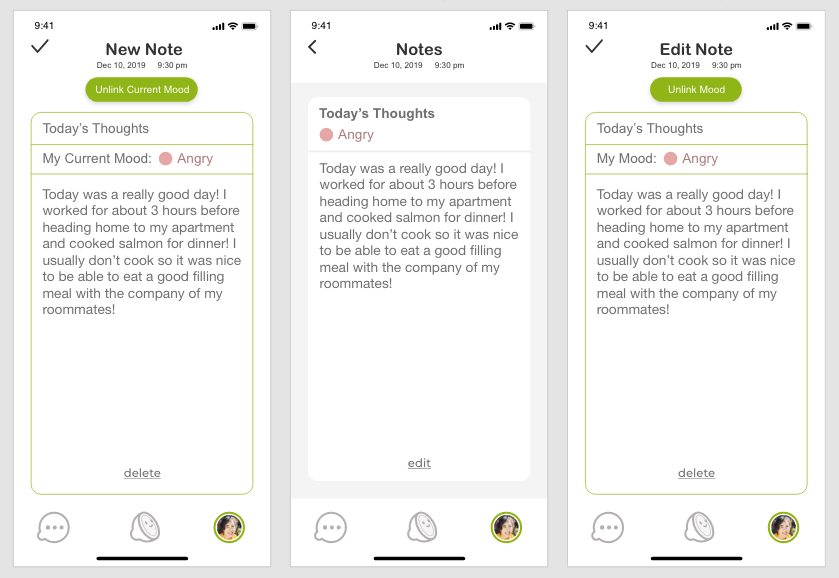 9:41
New Note
Dec 10, 2019 9:30 pm
Unlink Current Mood
Today's Thoughts
My Current Mood: Angry
Today was a really good day! I
worked for about 3 hours before
heading home to my apartment
and cooked salmon for dinner! I
usually don't cook so it was nice
to be able to eat a good filling
meal with the company of my
roommates!
delete
9:41
Notes
Dec 10, 2019 9:30 pm
Today's Thoughts
Angry
Today was a really good day! I
worked for about 3 hours before
heading home to my apartment
and cooked salmon for dinner! I
usually don't cook so it was nice
to be able to eat a good filling
meal with the company of my
roommates!
edit
9:41
Edit Note
Dec 10, 2019 9:30 pm
Unlink Mood
Today's Thoughts
My Mood: Angry
Today was a really good day! I
worked for about 3 hours before
heading home to my apartment
and cooked salmon for dinner! I
usually don't cook so it was nice
to be able to eat a good filling
meal with the company of my
roommates!
delete